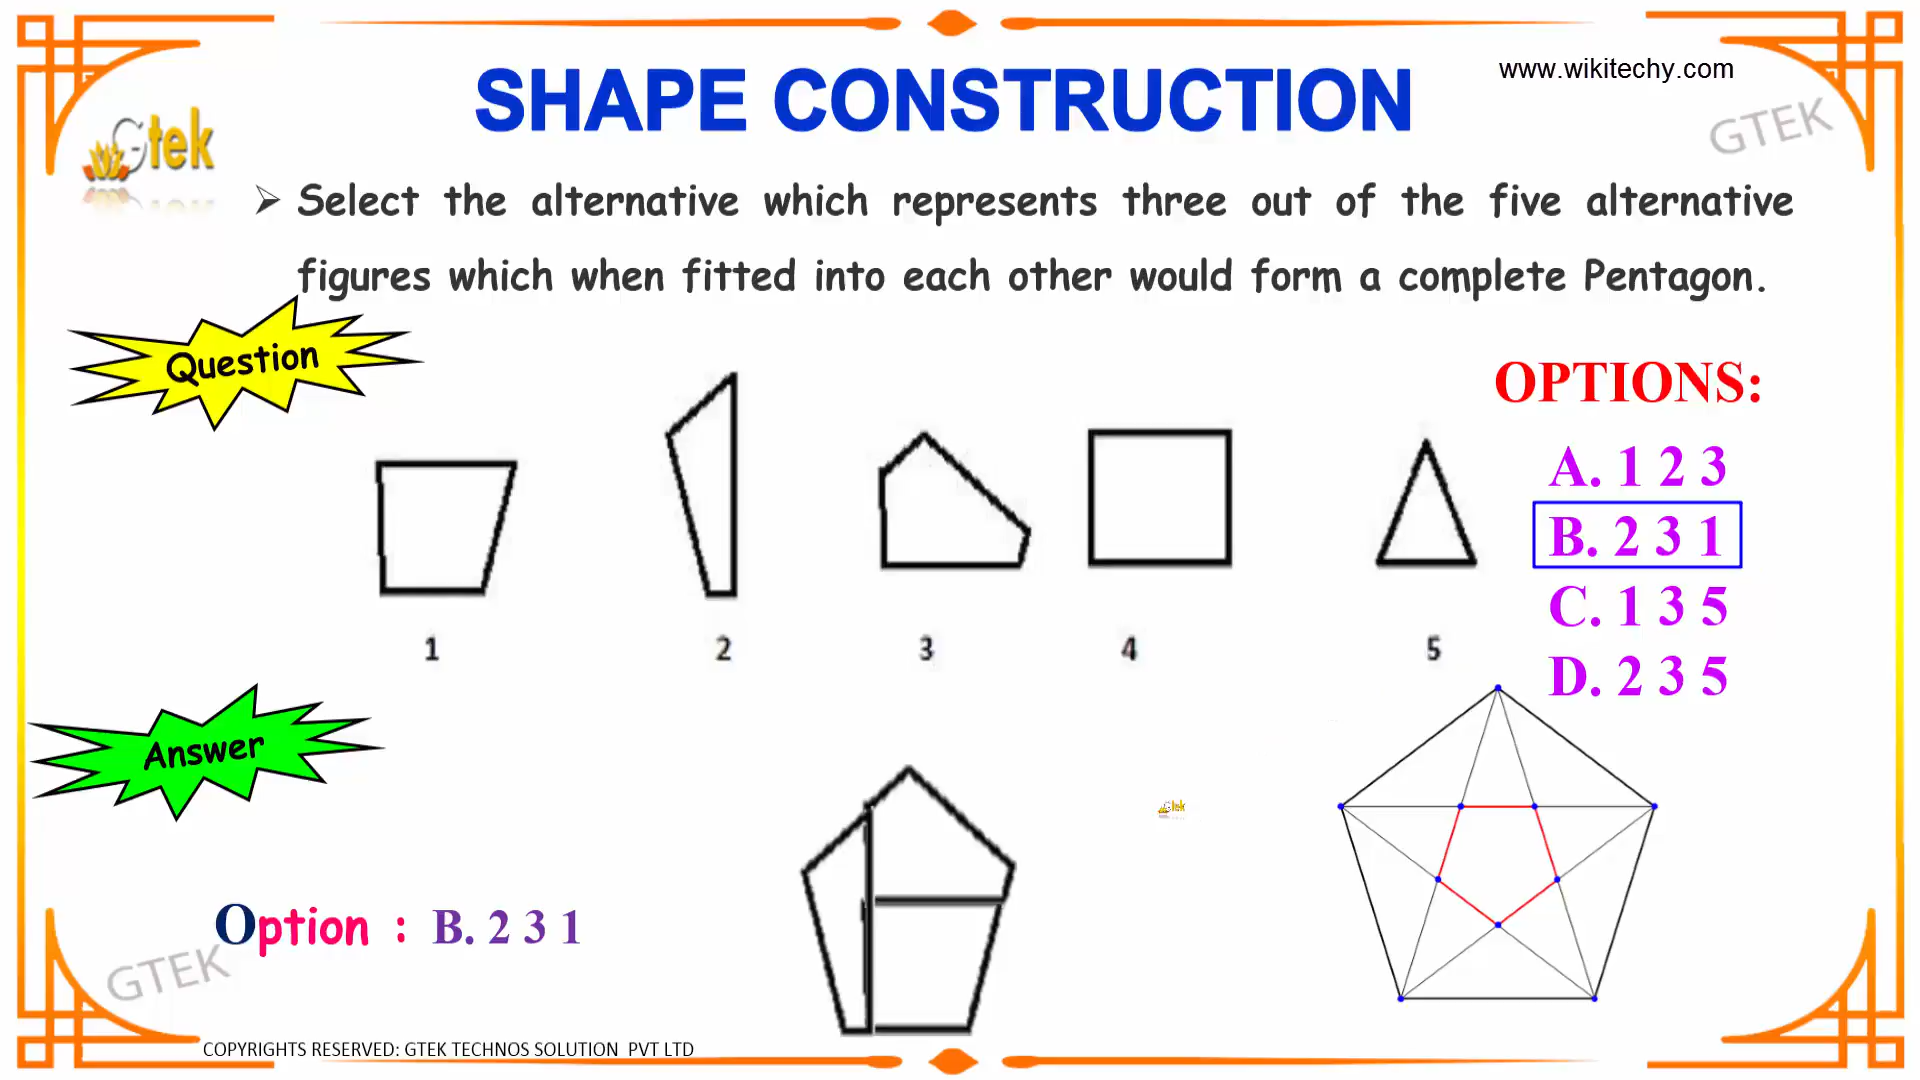 www.wikitechy.com
SHAPE CONSTRUCTION
GTEK
Gtek
➢ Select the alternative which represents three out of the five alternative
figures which when fitted into each other would form a complete Pentagon.
Question
OPTIONS:
A. 1 2 3
B. 2 3 1
C. 1 3 5
D. 2 3 5
1 2 3 4 5
Answer
Gtek
Option : B. 2 3 1
GTEK
COPYRIGHTS RESERVED: GTEK TECHNOS SOLUTION PVT LTD